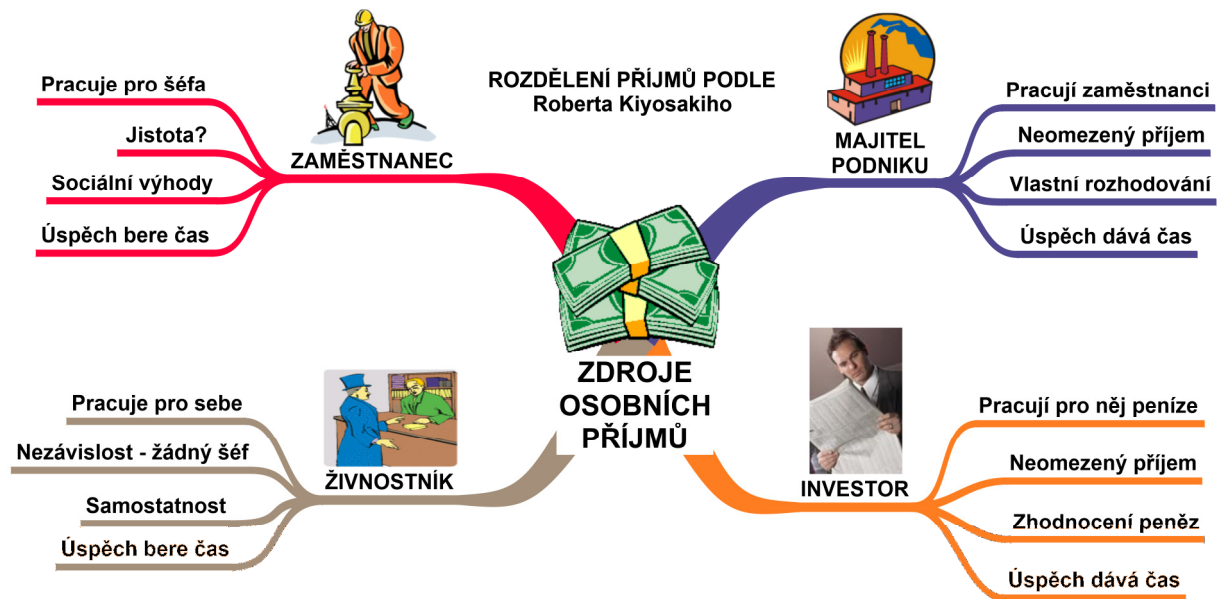 ROZDĚLENÍ PŘÍJMŮ PODLE
Roberta Kiyosakiho
ZAMĚSTNANEC
Pracuje pro šéfa
Jistota?
Sociální výhody
Úspěch bere čas
MAJITEL
PODNIKU
Pracují zaměstnanci
Neomezený příjem
Vlastní rozhodování
Úspěch dává čas
ZDROJE
OSOBNÍCH
PŘÍJMŮ
ŽIVNOSTNÍK
Pracuje pro sebe
Nezávislost - žádný šéf
Samostatnost
Úspěch bere čas
INVESTOR
Pracují pro něj peníze
Neomezený příjem
Zhodnocení peněz
Úspěch dává čas